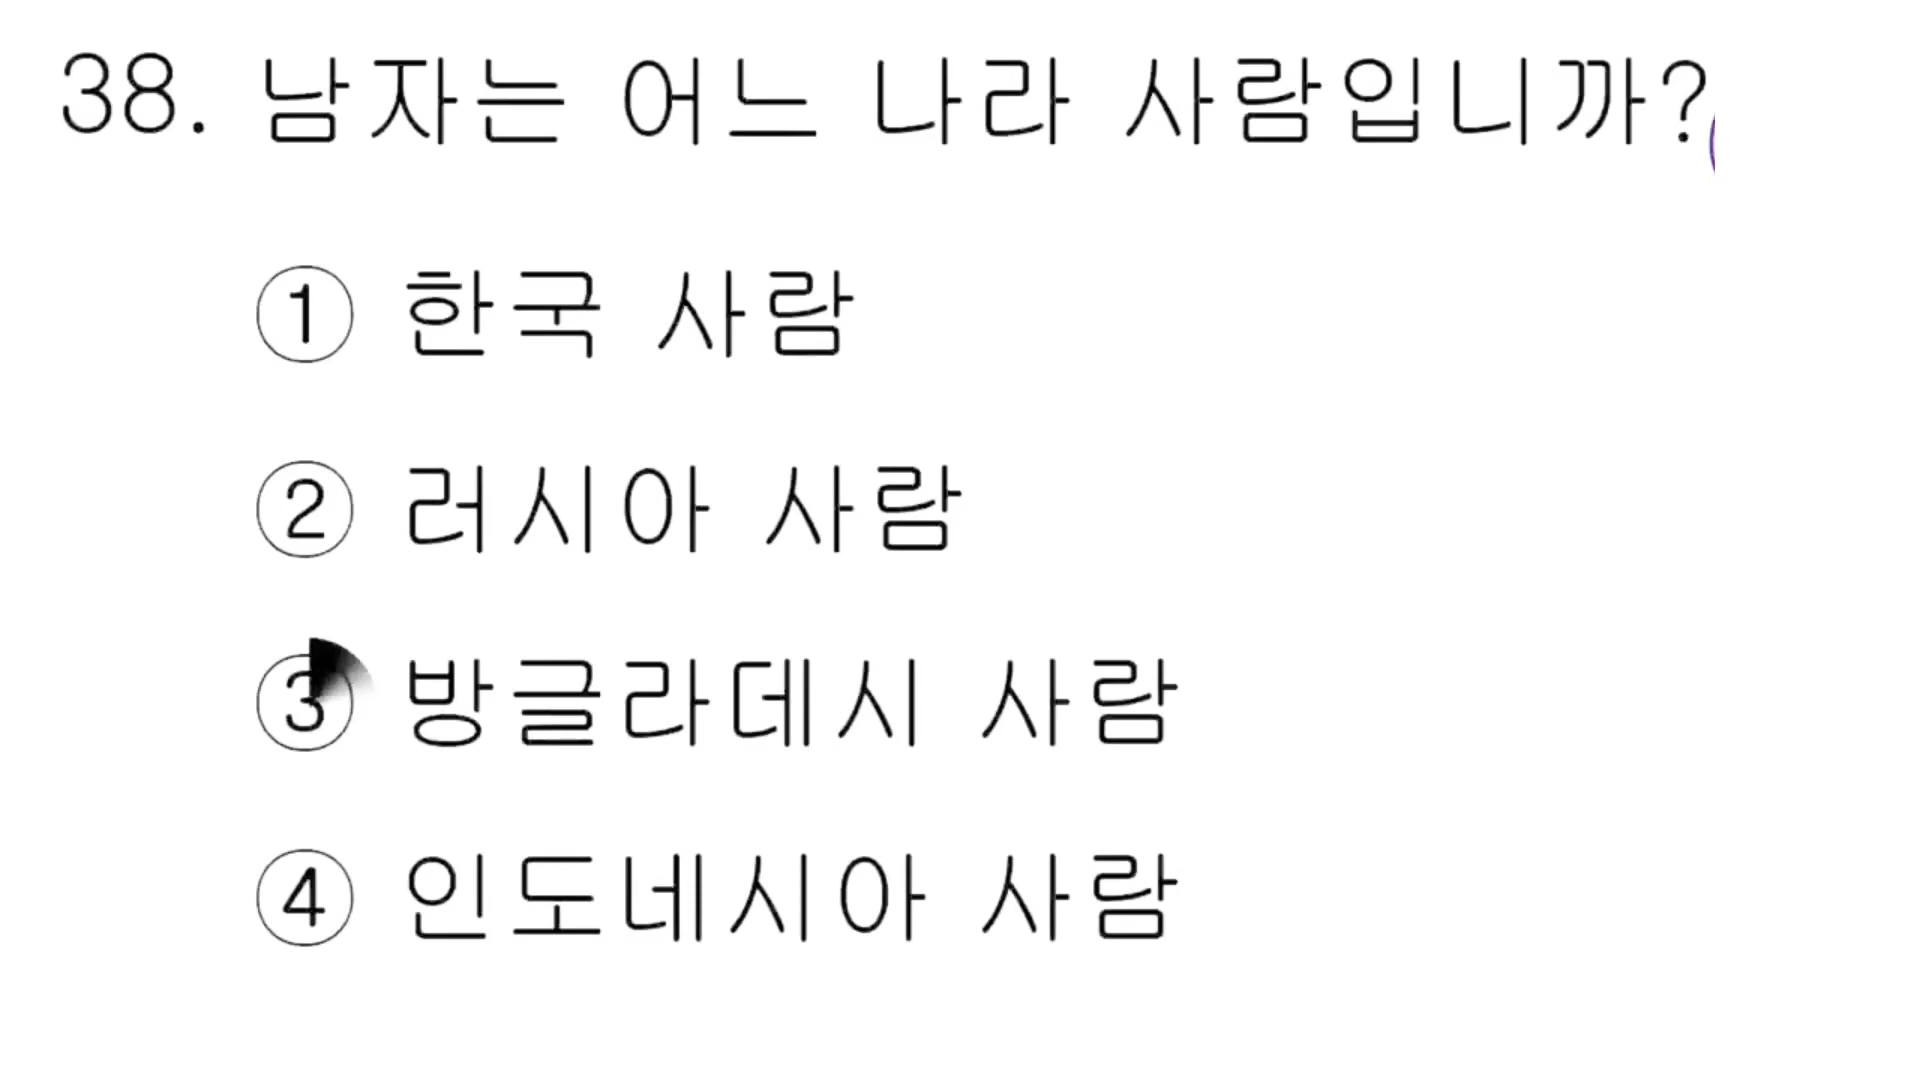 38. 남자는 어느 나라 사람입니까?
① 한국 사람
② 러시아 사람
③ 방글라데시 사람
④ 인도네시아 사람